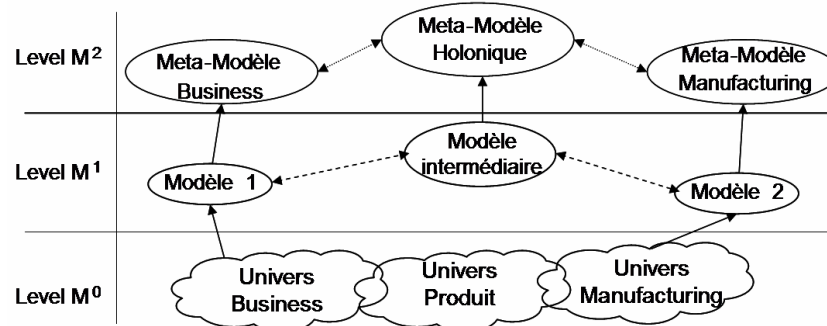 Level M²
Meta-Modèle
Business
Meta-Modèle
Holonique
Meta-Modèle
Manufacturing
Level M¹
Modèle 1
Modèle
intermédiaire
Modèle 2
Level M⁰
Univers
Business
Univers
Produit
Univers
Manufacturing